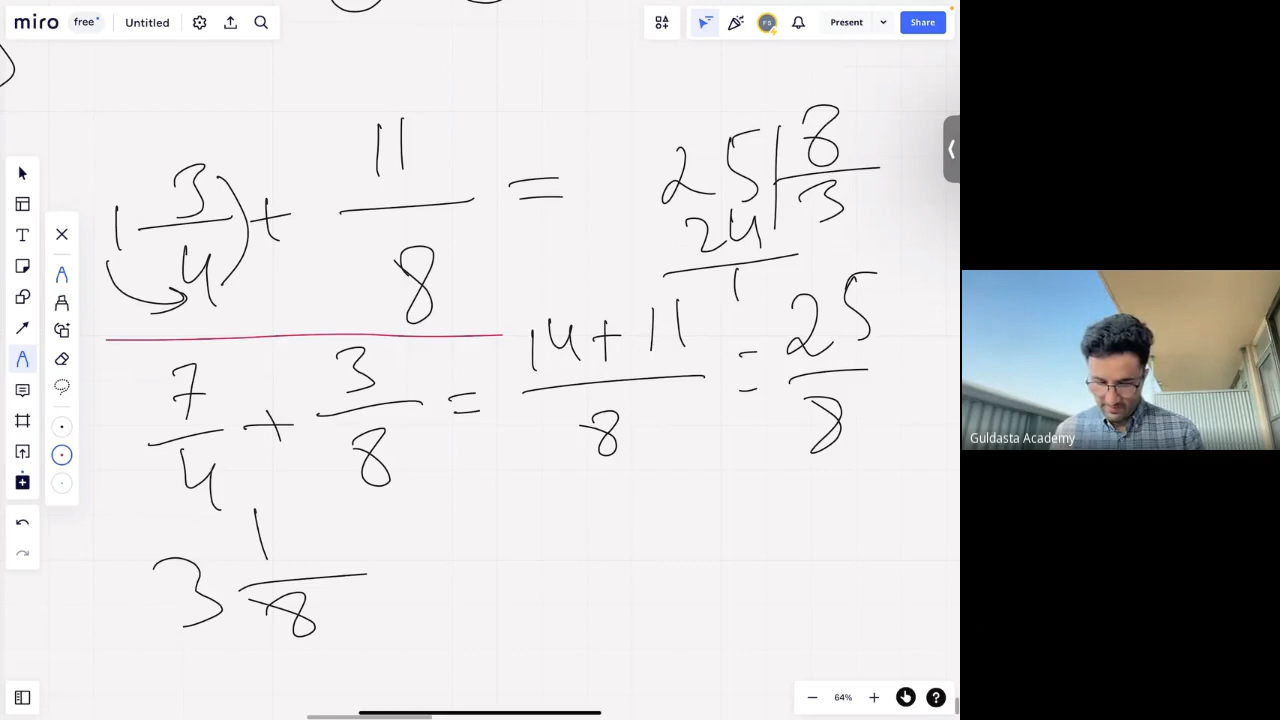 miro free Untitled Present Share
1 3/4 + 11/8 =
25 | 8
24 3
1
7/4 + 3/8 = 14 + 11/8 = 25/8
3 1/8
Guldasta Academy
64%